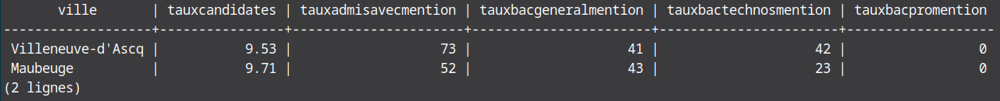 ville | tauxcandidates | tauxadmisavecmention | tauxbacgeneralmention | tauxbactechnosmention | tauxbacpromention
-------------------+----------------+----------------------+-----------------------+-----------------------+-------------------
Villeneuve-d'Ascq | 9.53 | 73 | 41 | 42 | 0
Maubeuge | 9.71 | 52 | 43 | 23 | 0
(2 lignes)